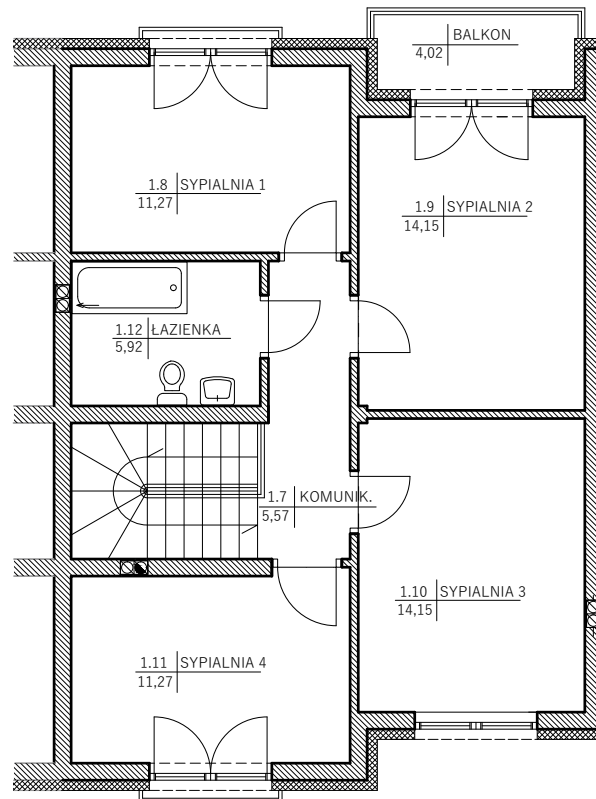 BALKON
4,02
1.8 SYPIALNIA 1
11,27
1.9 SYPIALNIA 2
14,15
1.12 ŁAZIENKA
5,92
1.7 KOMUNIK.
5,57
1.10 SYPIALNIA 3
14,15
1.11 SYPIALNIA 4
11,27